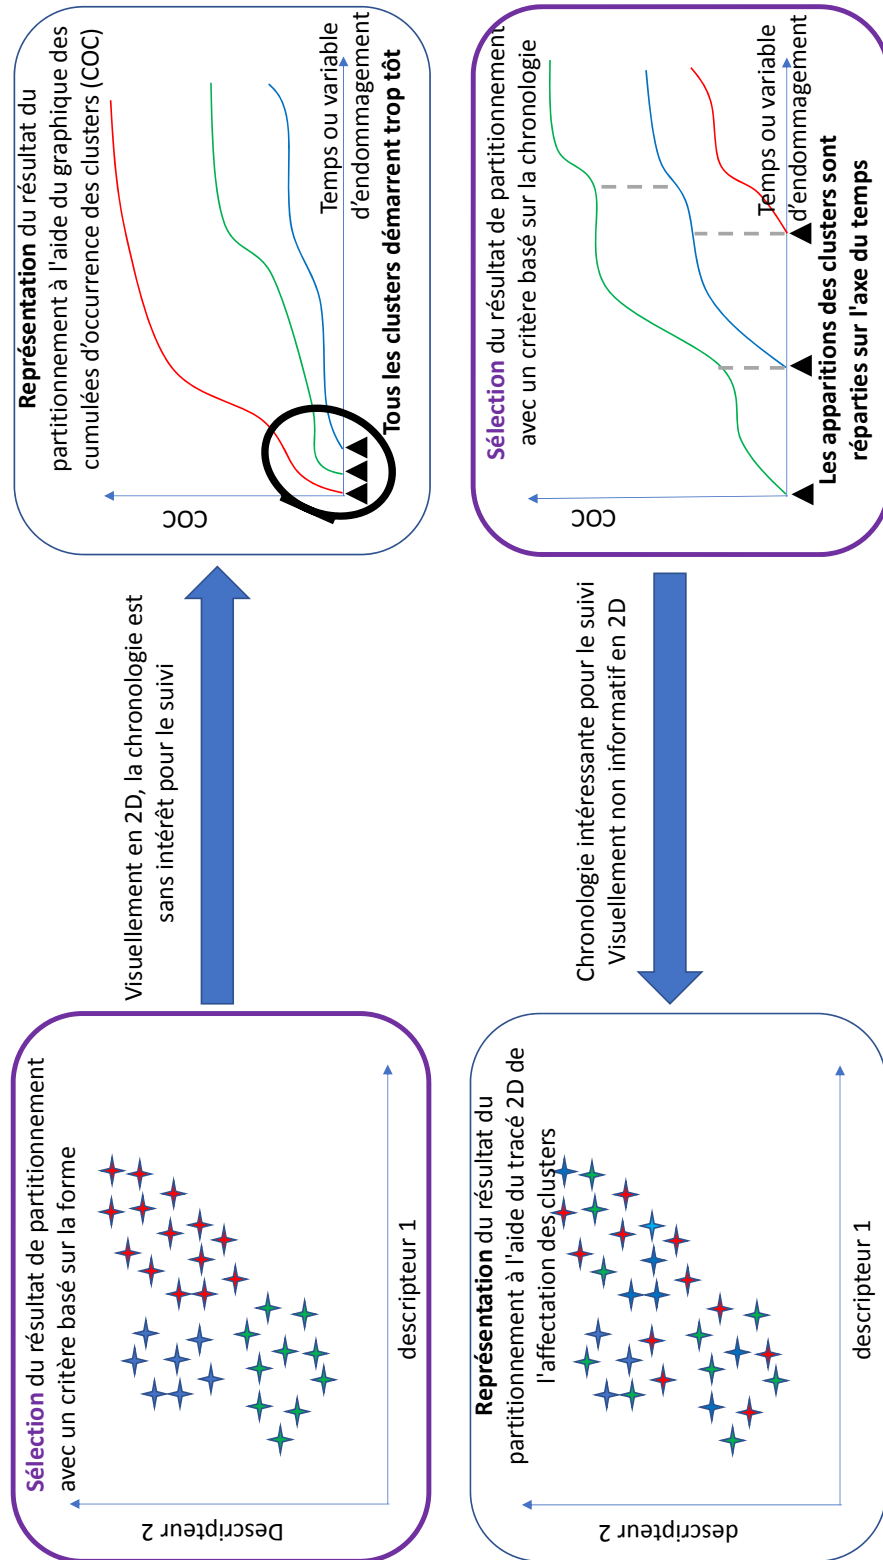 Sélection du résultat de partitionnement
avec un critère basé sur la forme
Descripteur 2
descripteur 1
Visuellement en 2D, la chronologie est
sans intérêt pour le suivi
Représentation du résultat du
partitionnement à l'aide du graphique des
cumulées d'occurrence des clusters (COC)
COC
Temps ou variable
d'endommagement
Tous les clusters démarrent trop tôt
Représentation du résultat du
partitionnement à l'aide du tracé 2D de
l'affectation des clusters
descripteur 2
descripteur 1
Chronologie intéressante pour le suivi
Visuellement non informatif en 2D
Sélection du résultat de partitionnement
avec un critère basé sur la chronologie
COC
Temps ou variable
d'endommagement
Les apparitions des clusters sont
réparties sur l'axe du temps